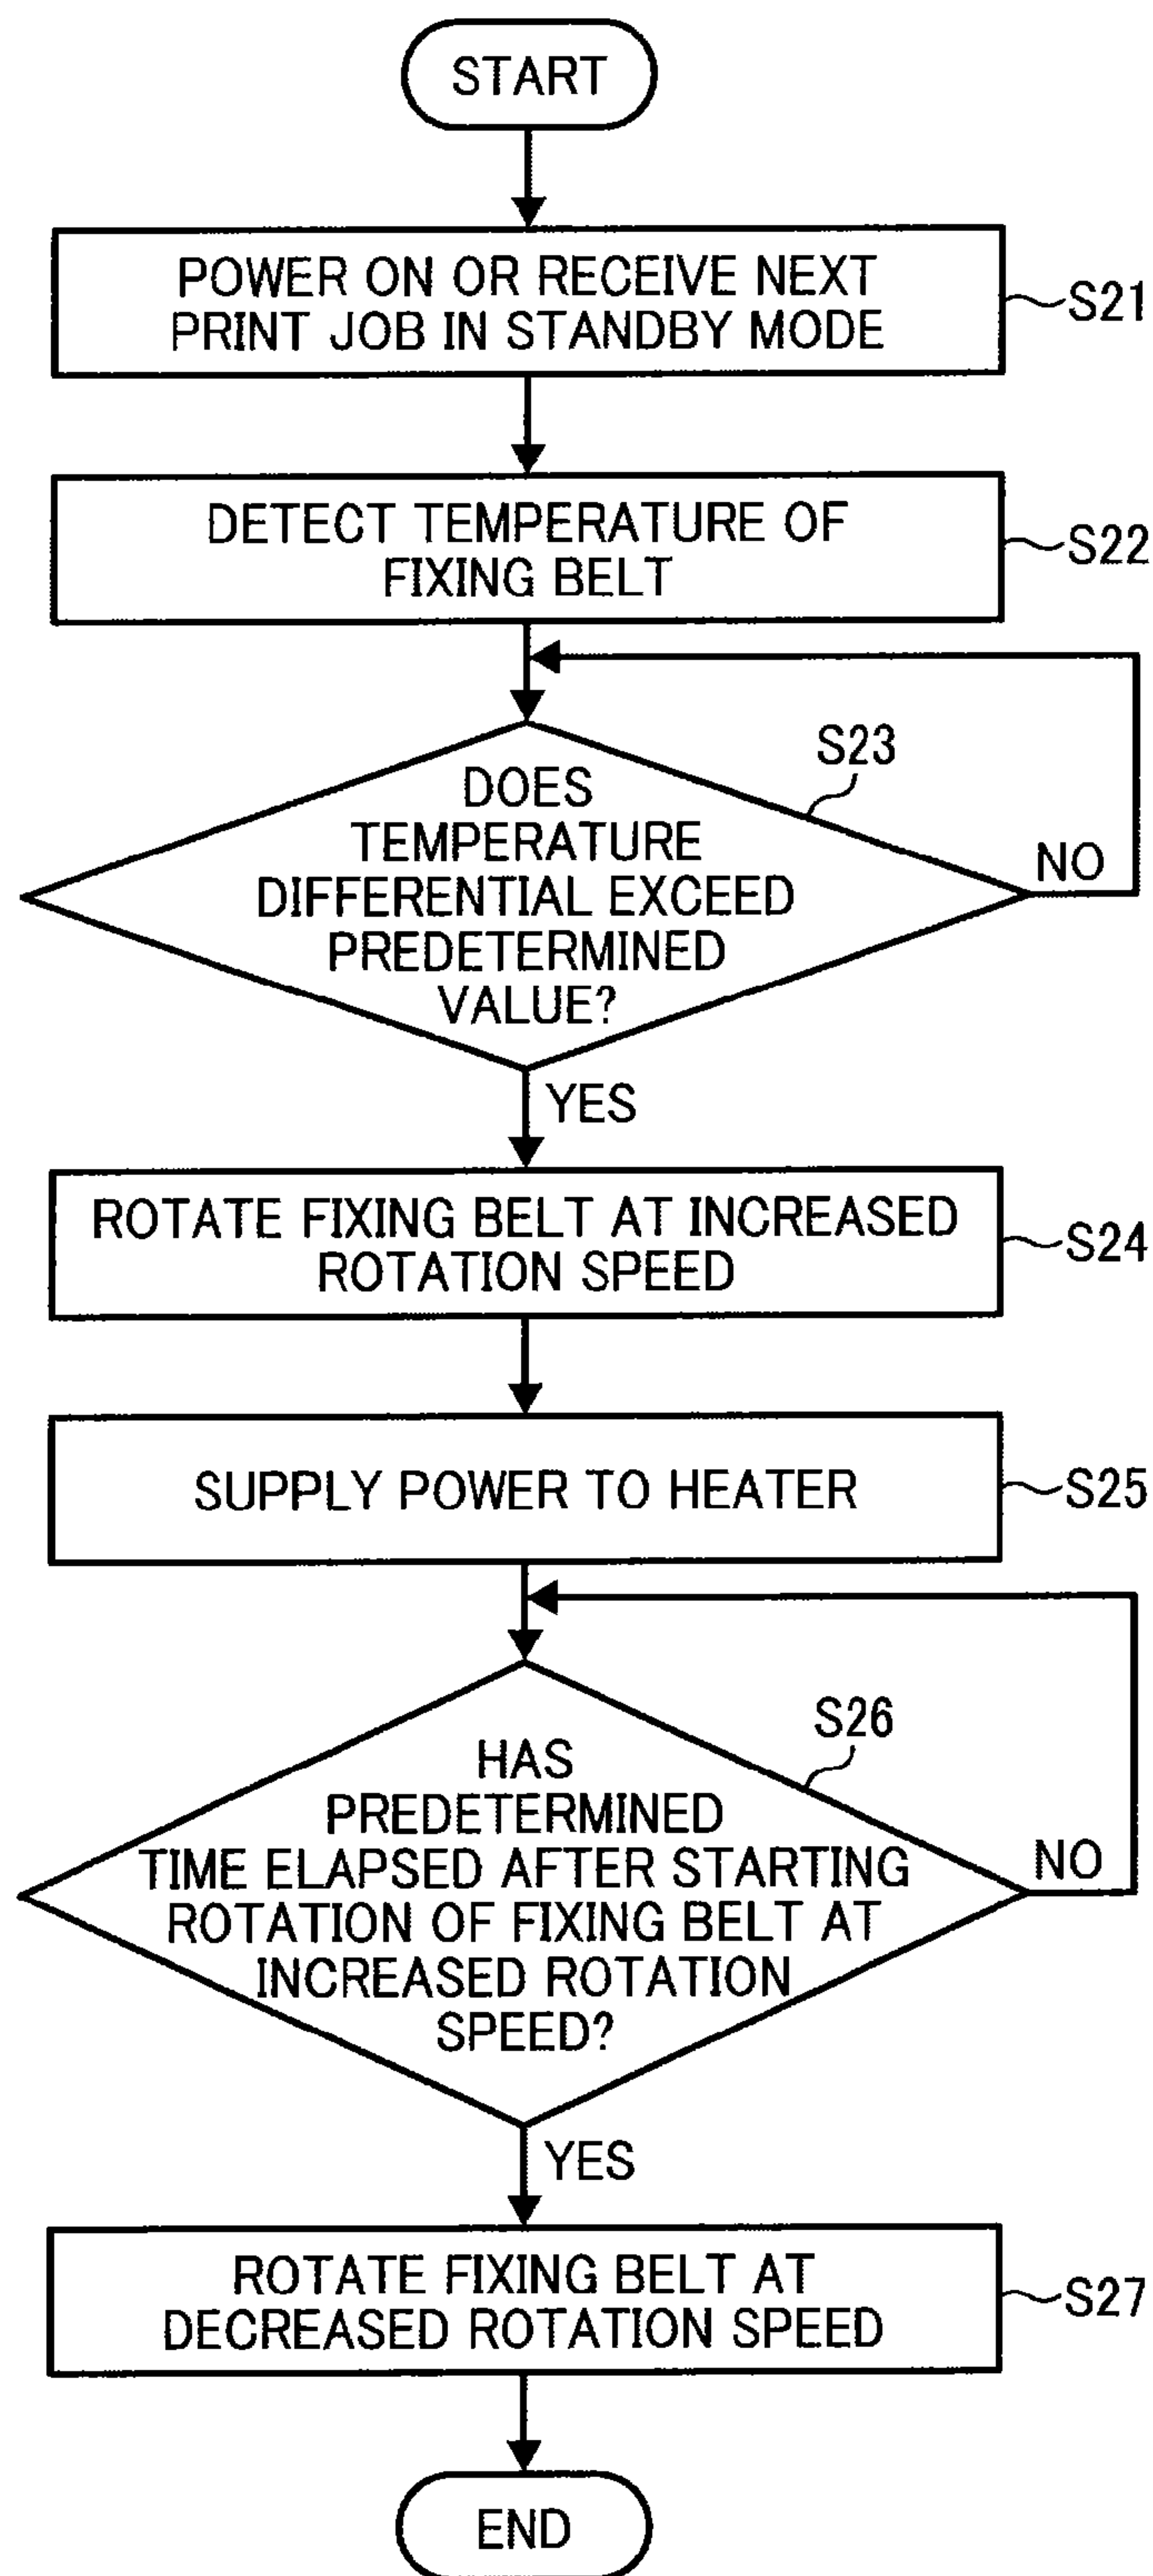 START
POWER ON OR RECEIVE NEXT
PRINT JOB IN STANDBY MODE
S21
DETECT TEMPERATURE OF
FIXING BELT
S22
S23
DOES
TEMPERATURE
DIFFERENTIAL EXCEED
PREDETERMINED
VALUE?
NO
YES
ROTATE FIXING BELT AT INCREASED
ROTATION SPEED
S24
SUPPLY POWER TO HEATER
S25
S26
HAS
PREDETERMINED
TIME ELAPSED AFTER STARTING
ROTATION OF FIXING BELT AT
INCREASED ROTATION
SPEED?
NO
YES
ROTATE FIXING BELT AT
DECREASED ROTATION SPEED
S27
END